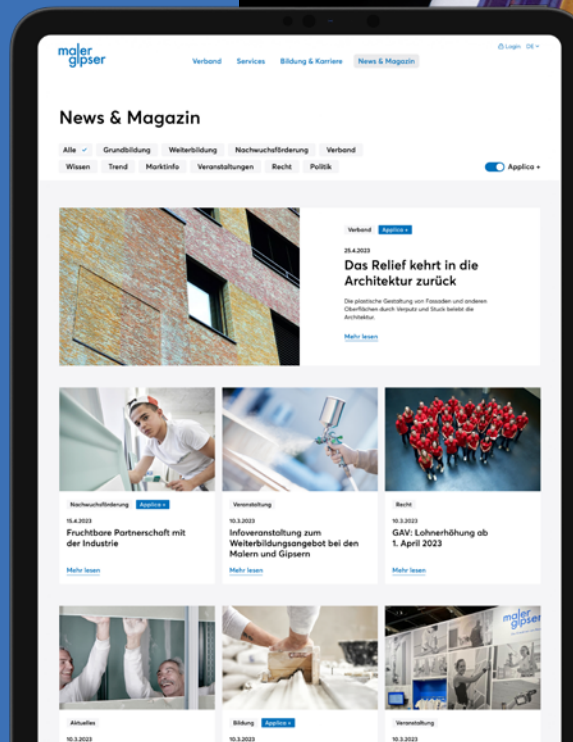 maler
gipser
Login DE
Verband Services Bildung & Karriere News & Magazin
News & Magazin
Alle Grundbildung Weiterbildung Nachwuchsförderung Verband
Wissen Trend Marktinfo Veranstaltungen Recht Politik
Applica +
Verband Applica +
25.4.2023
Das Relief kehrt in die
Architektur zurück
Die plastische Gestaltung von Fassaden und anderen
Oberflächen durch Verputz und Stuck belebt die
Architektur.
Mehr lesen
Nachwuchsförderung Applica +
15.4.2023
Fruchtbare Partnerschaft mit
der Industrie
Mehr lesen
Veranstaltung
10.3.2023
Infoveranstaltung zum
Weiterbildungsangebot bei den
Malern und Gipsern
Mehr lesen
Recht
10.3.2023
GAV: Lohnerhöhung ab
1. April 2023
Mehr lesen
maler
gipser
Aktuelles
10.3.2023
Bildung Applica +
10.3.2023
Veranstaltung
10.3.2023